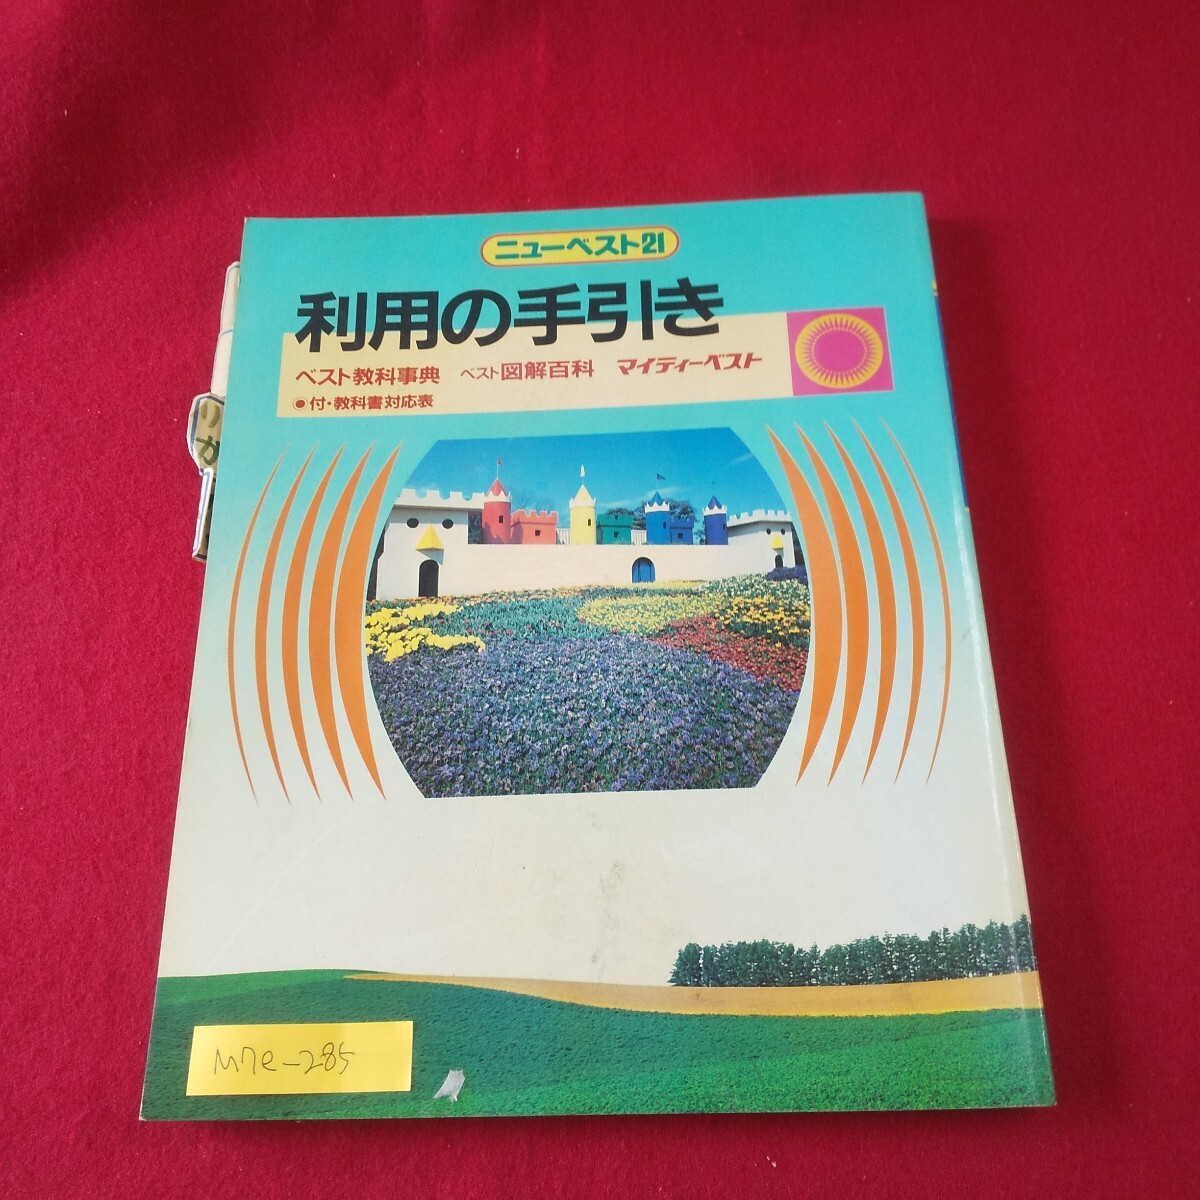 ニューベスト21
利用の手引き
ベスト教科事典 ベスト図解百科 マイティーベスト
●付・教科書対応表
りか
M7e-285